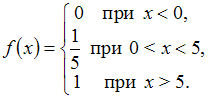 f(x) = { 0 при x < 0,
1/5 при 0 < x < 5,
1 при x > 5.